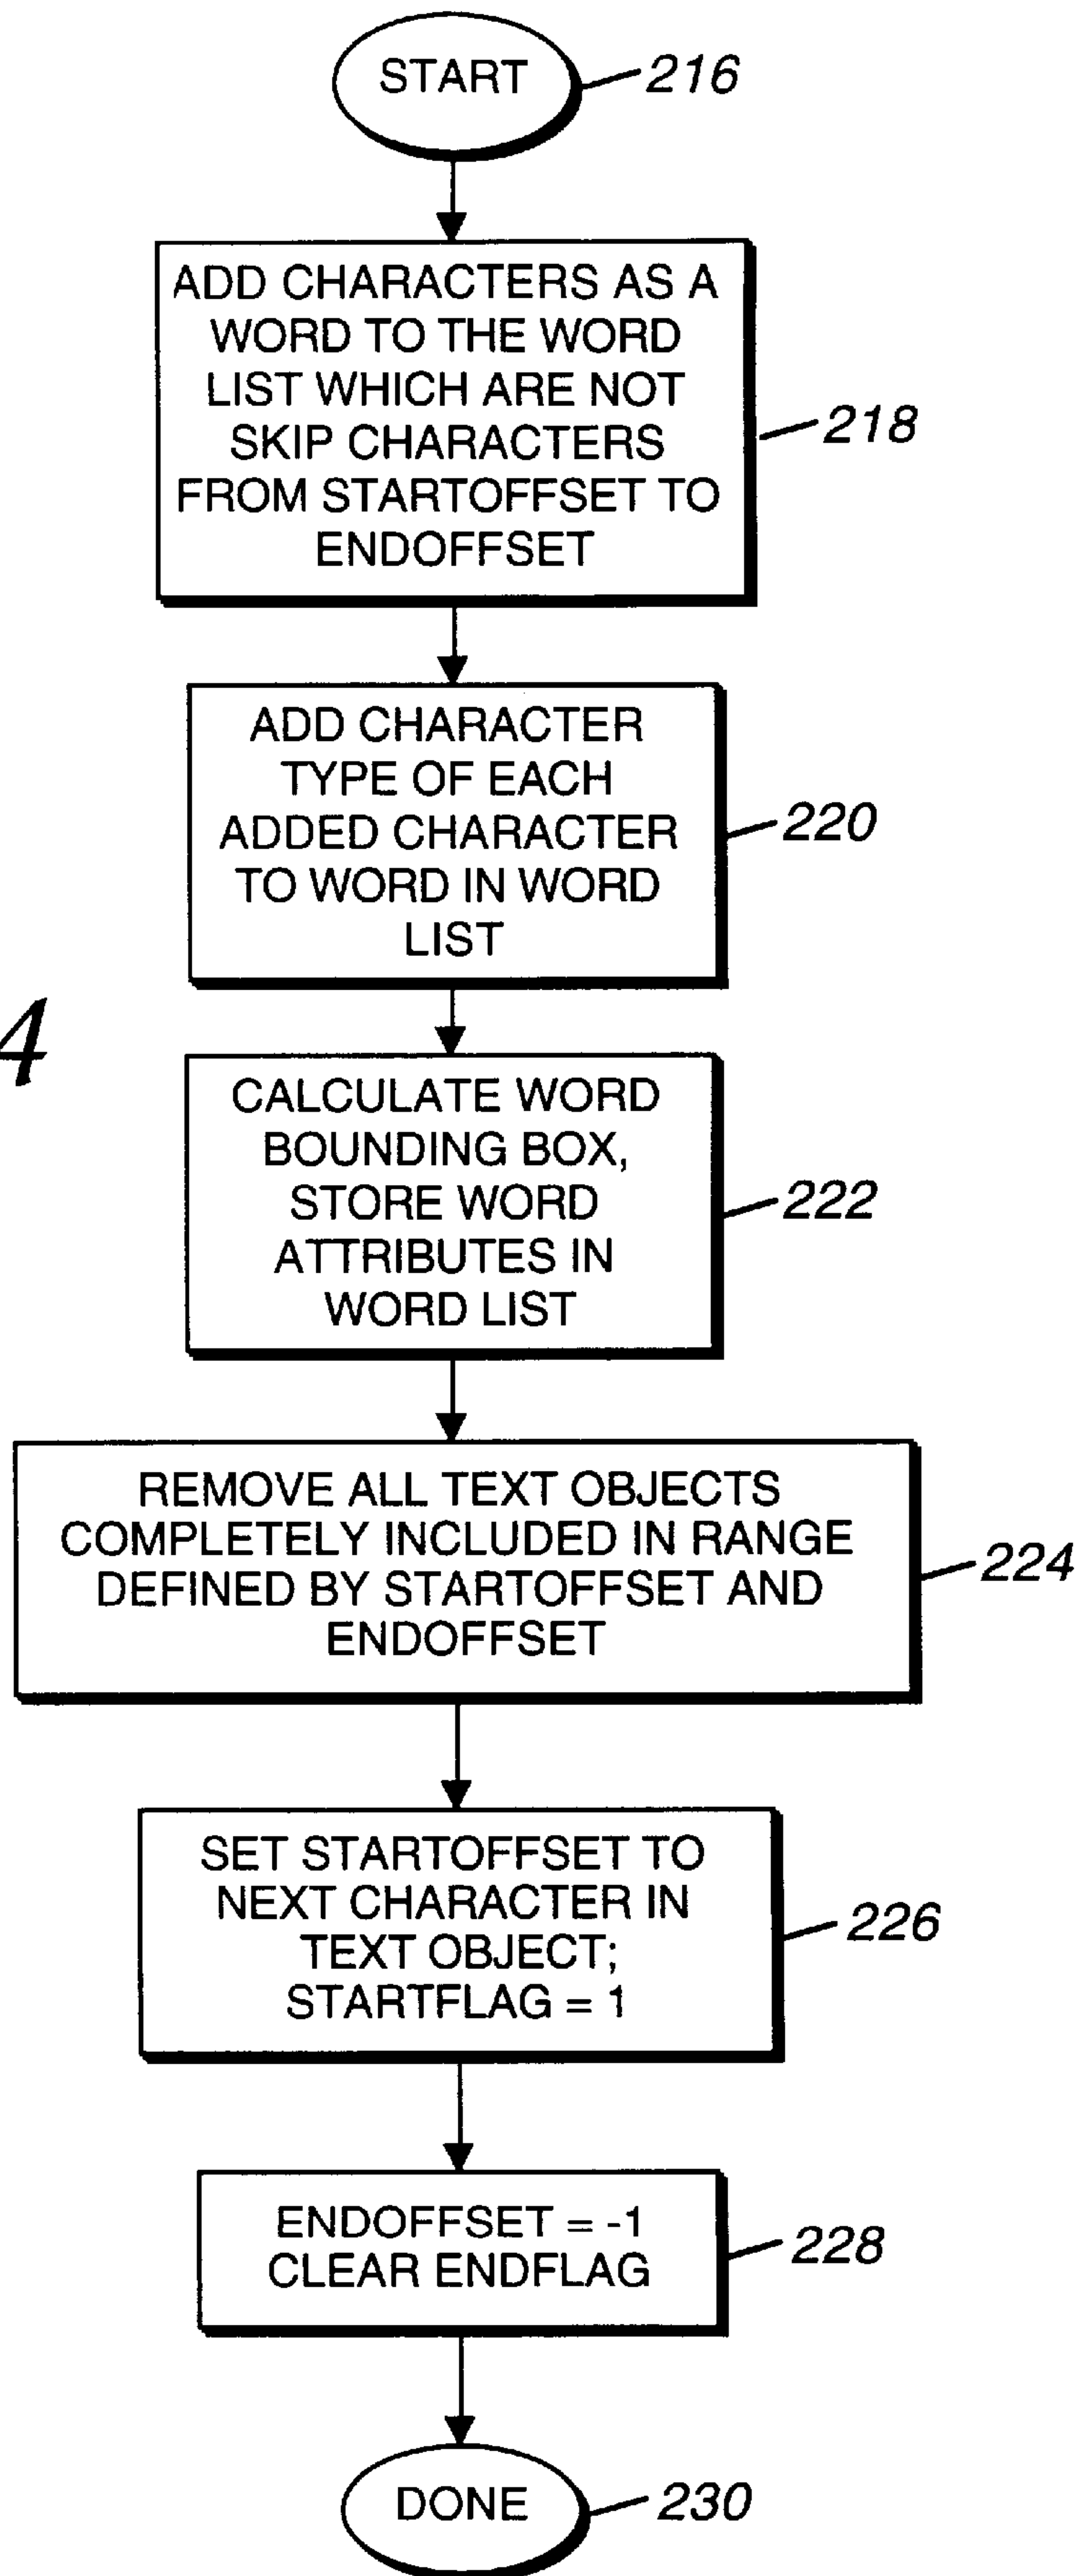 START
216
ADD CHARACTERS AS A
WORD TO THE WORD
LIST WHICH ARE NOT
SKIP CHARACTERS
FROM STARTOFFSET TO
ENDOFFSET
218
ADD CHARACTER
TYPE OF EACH
ADDED CHARACTER
TO WORD IN WORD
LIST
220
4
CALCULATE WORD
BOUNDING BOX,
STORE WORD
ATTRIBUTES IN
WORD LIST
222
REMOVE ALL TEXT OBJECTS
COMPLETELY INCLUDED IN RANGE
DEFINED BY STARTOFFSET AND
ENDOFFSET
224
SET STARTOFFSET TO
NEXT CHARACTER IN
TEXT OBJECT;
STARTFLAG = 1
226
ENDOFFSET = -1
CLEAR ENDFLAG
228
DONE
230